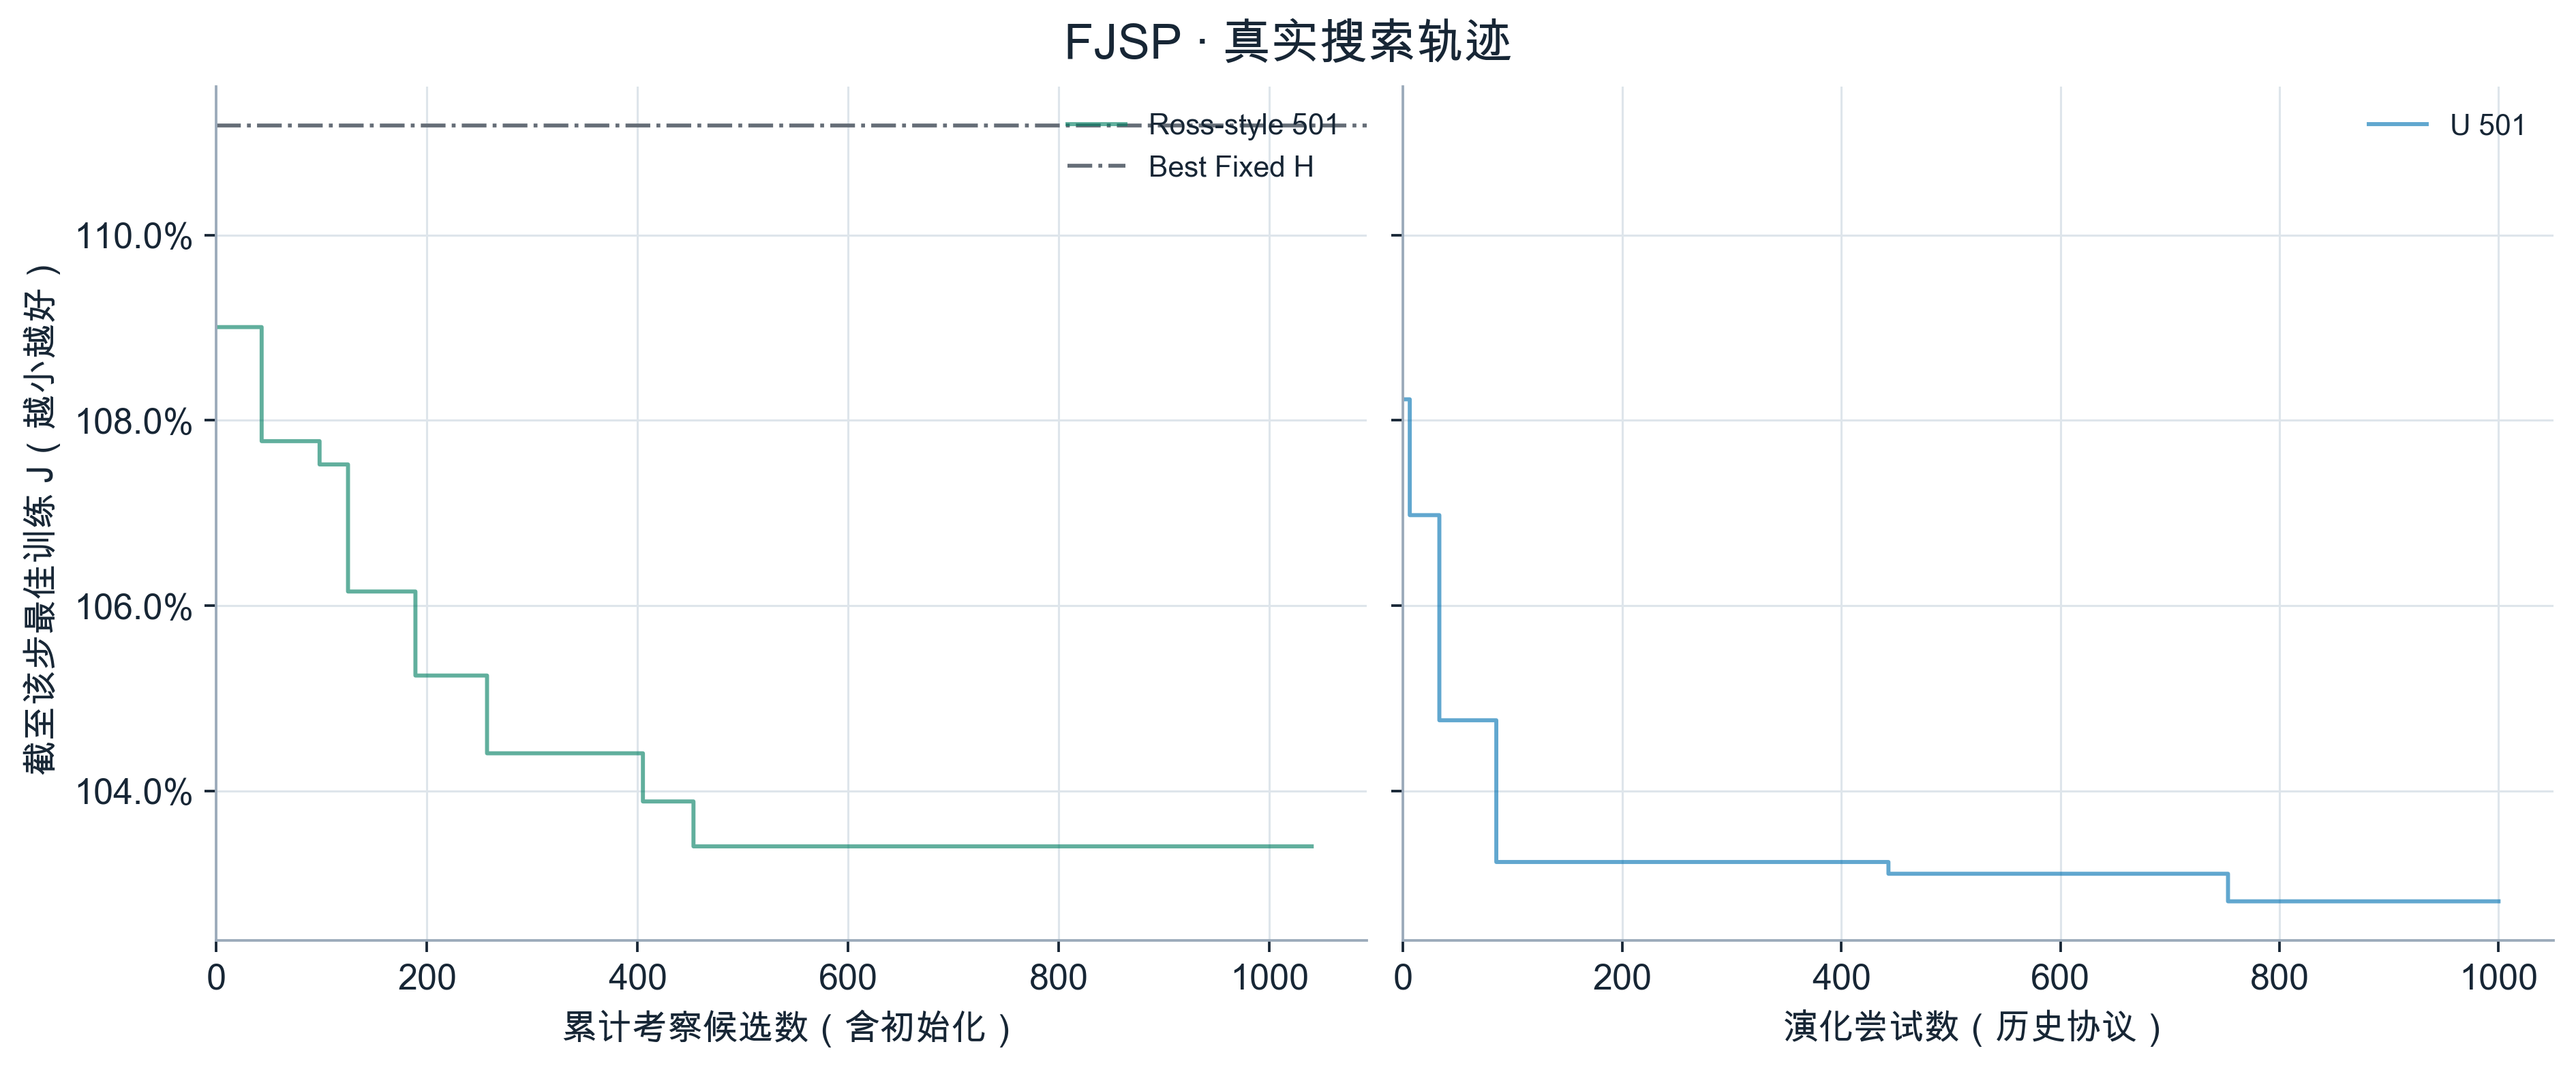 FJSP · 真实搜索轨迹
截至该步最佳训练 J（越小越好）
110.0%
108.0%
106.0%
104.0%
Ross-style 501
Best Fixed H
0 200 400 600 800 1000
累计考察候选数（含初始化）
U 501
0 200 400 600 800 1000
演化尝试数（历史协议）